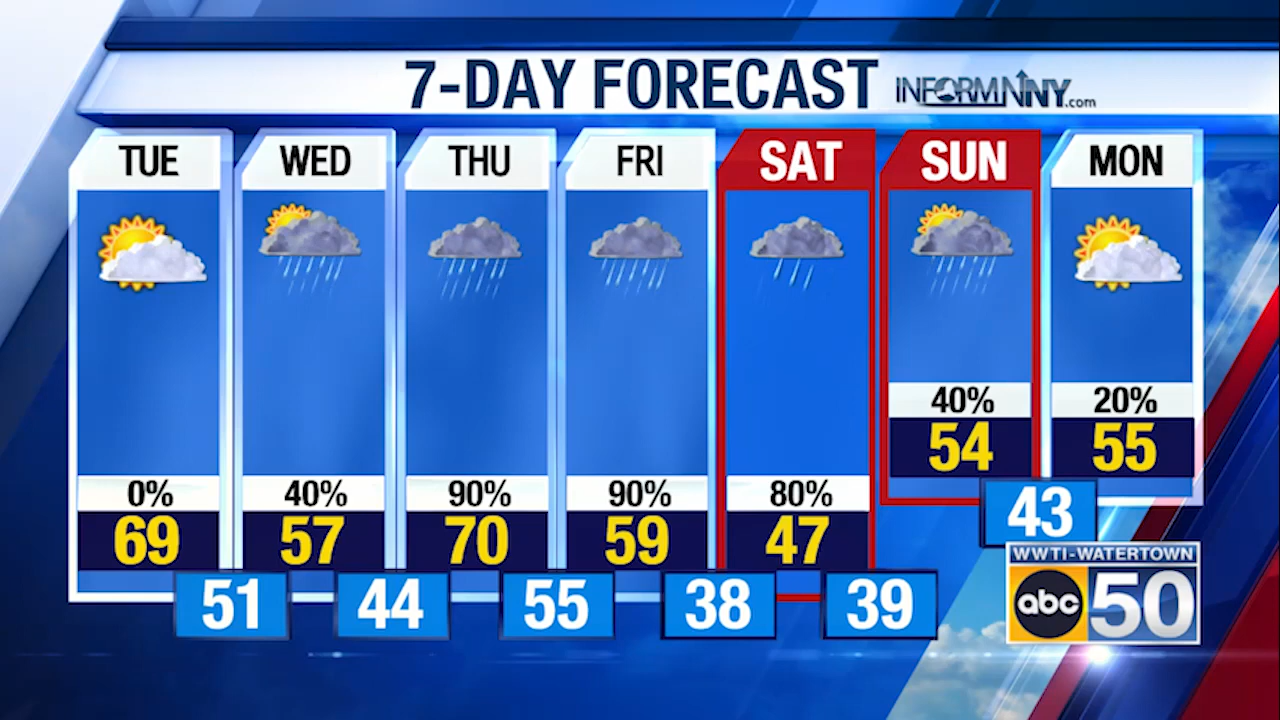 7-DAY FORECAST INFORMNNY.com
TUE WED THU FRI SAT SUN MON
40% 20%
54 55
0% 40% 90% 90% 80%
69 57 70 59 47
43
WWTI-WATERTOWN
abc 50
51 44 55 38 39